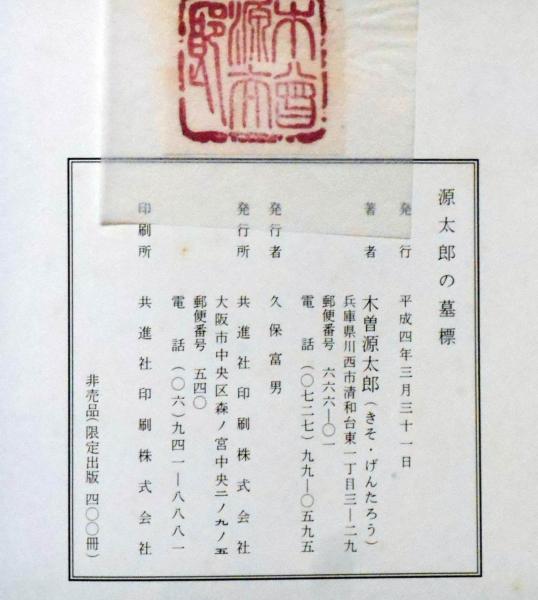 木曽
源太
郎
源太郎の墓標
発行 平成四年三月三十一日
著者 木曽源太郎(きそ・げんたろう)
兵庫県川西市清和台東一丁目三―二九
郵便番号 六六六―〇一
電話 (〇七二七)九九―〇五九五
発行者 久保富男
発行所 共進社印刷株式会社
大阪市中央区森ノ宮中央二ノ九ノ五
郵便番号 五四〇
電話 (〇六)九四一―八八八一
印刷所 共進社印刷株式会社
非売品(限定出版 四〇〇冊)